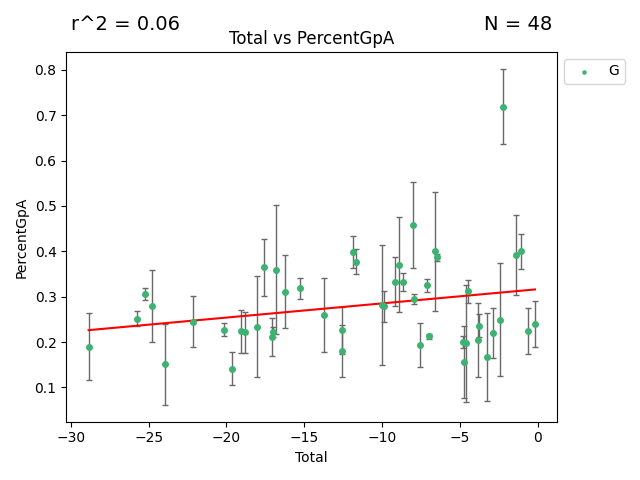 r^2 = 0.06
N = 48
Total vs PercentGpA
G
PercentGpA
0.8
0.7
0.6
0.5
0.4
0.3
0.2
0.1
−30
−25
−20
−15
−10
−5
0
Total